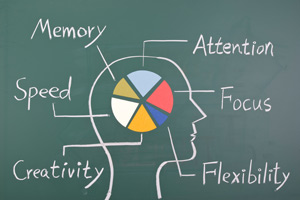 Memory
Attention
Speed
Focus
Creativity
Flexibility